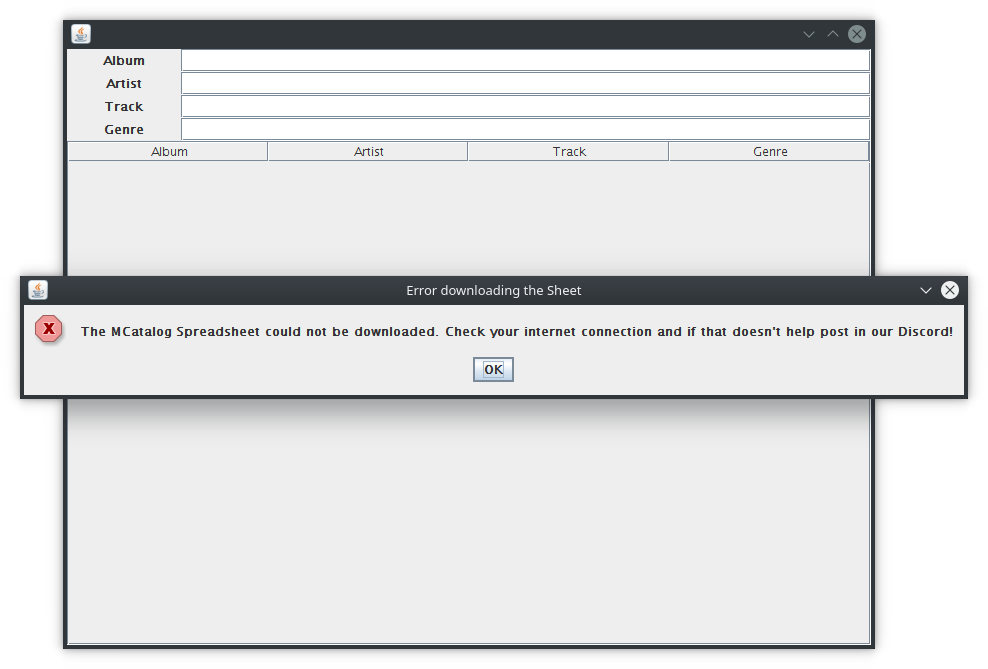 Album
Artist
Track
Genre
Album Artist Track Genre
Error downloading the Sheet
The MCatalog Spreadsheet could not be downloaded. Check your internet connection and if that doesn't help post in our Discord!
OK